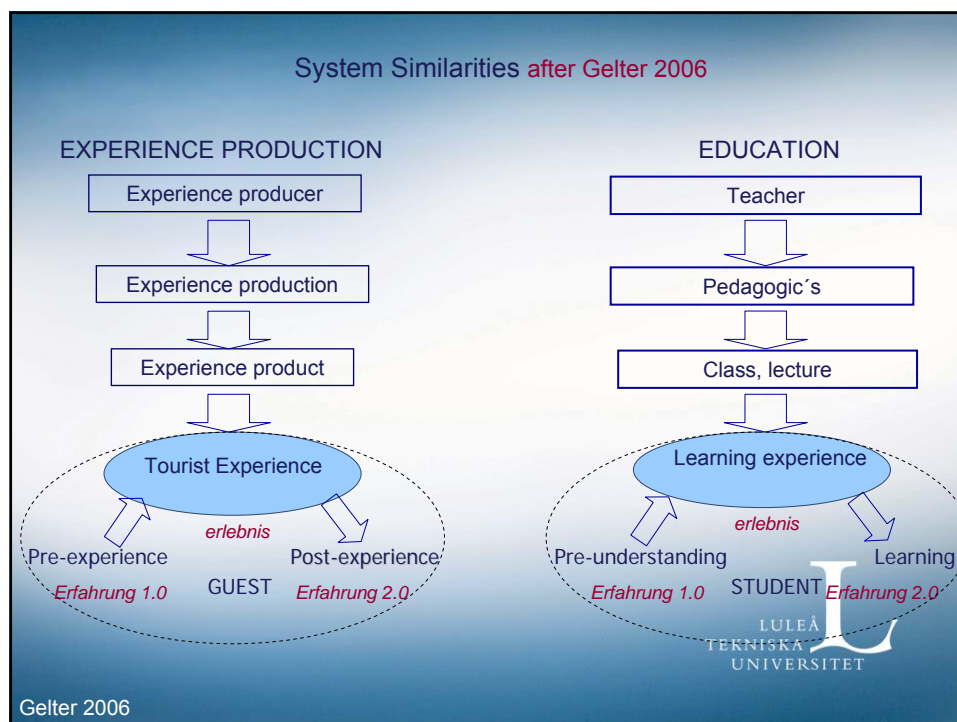 System Similarities after Gelter 2006
EXPERIENCE PRODUCTION
Experience producer
Experience production
Experience product
Tourist Experience
erlebnis
Pre-experience
Post-experience
Erfahrung 1.0
GUEST
Erfahrung 2.0
EDUCATION
Teacher
Pedagogic´s
Class, lecture
Learning experience
erlebnis
Pre-understanding
Learning
Erfahrung 1.0
STUDENT
Erfahrung 2.0
L
LULEÅ
TEKNISKA
UNIVERSITET
Gelter 2006